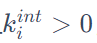 k_i^{int} > 0